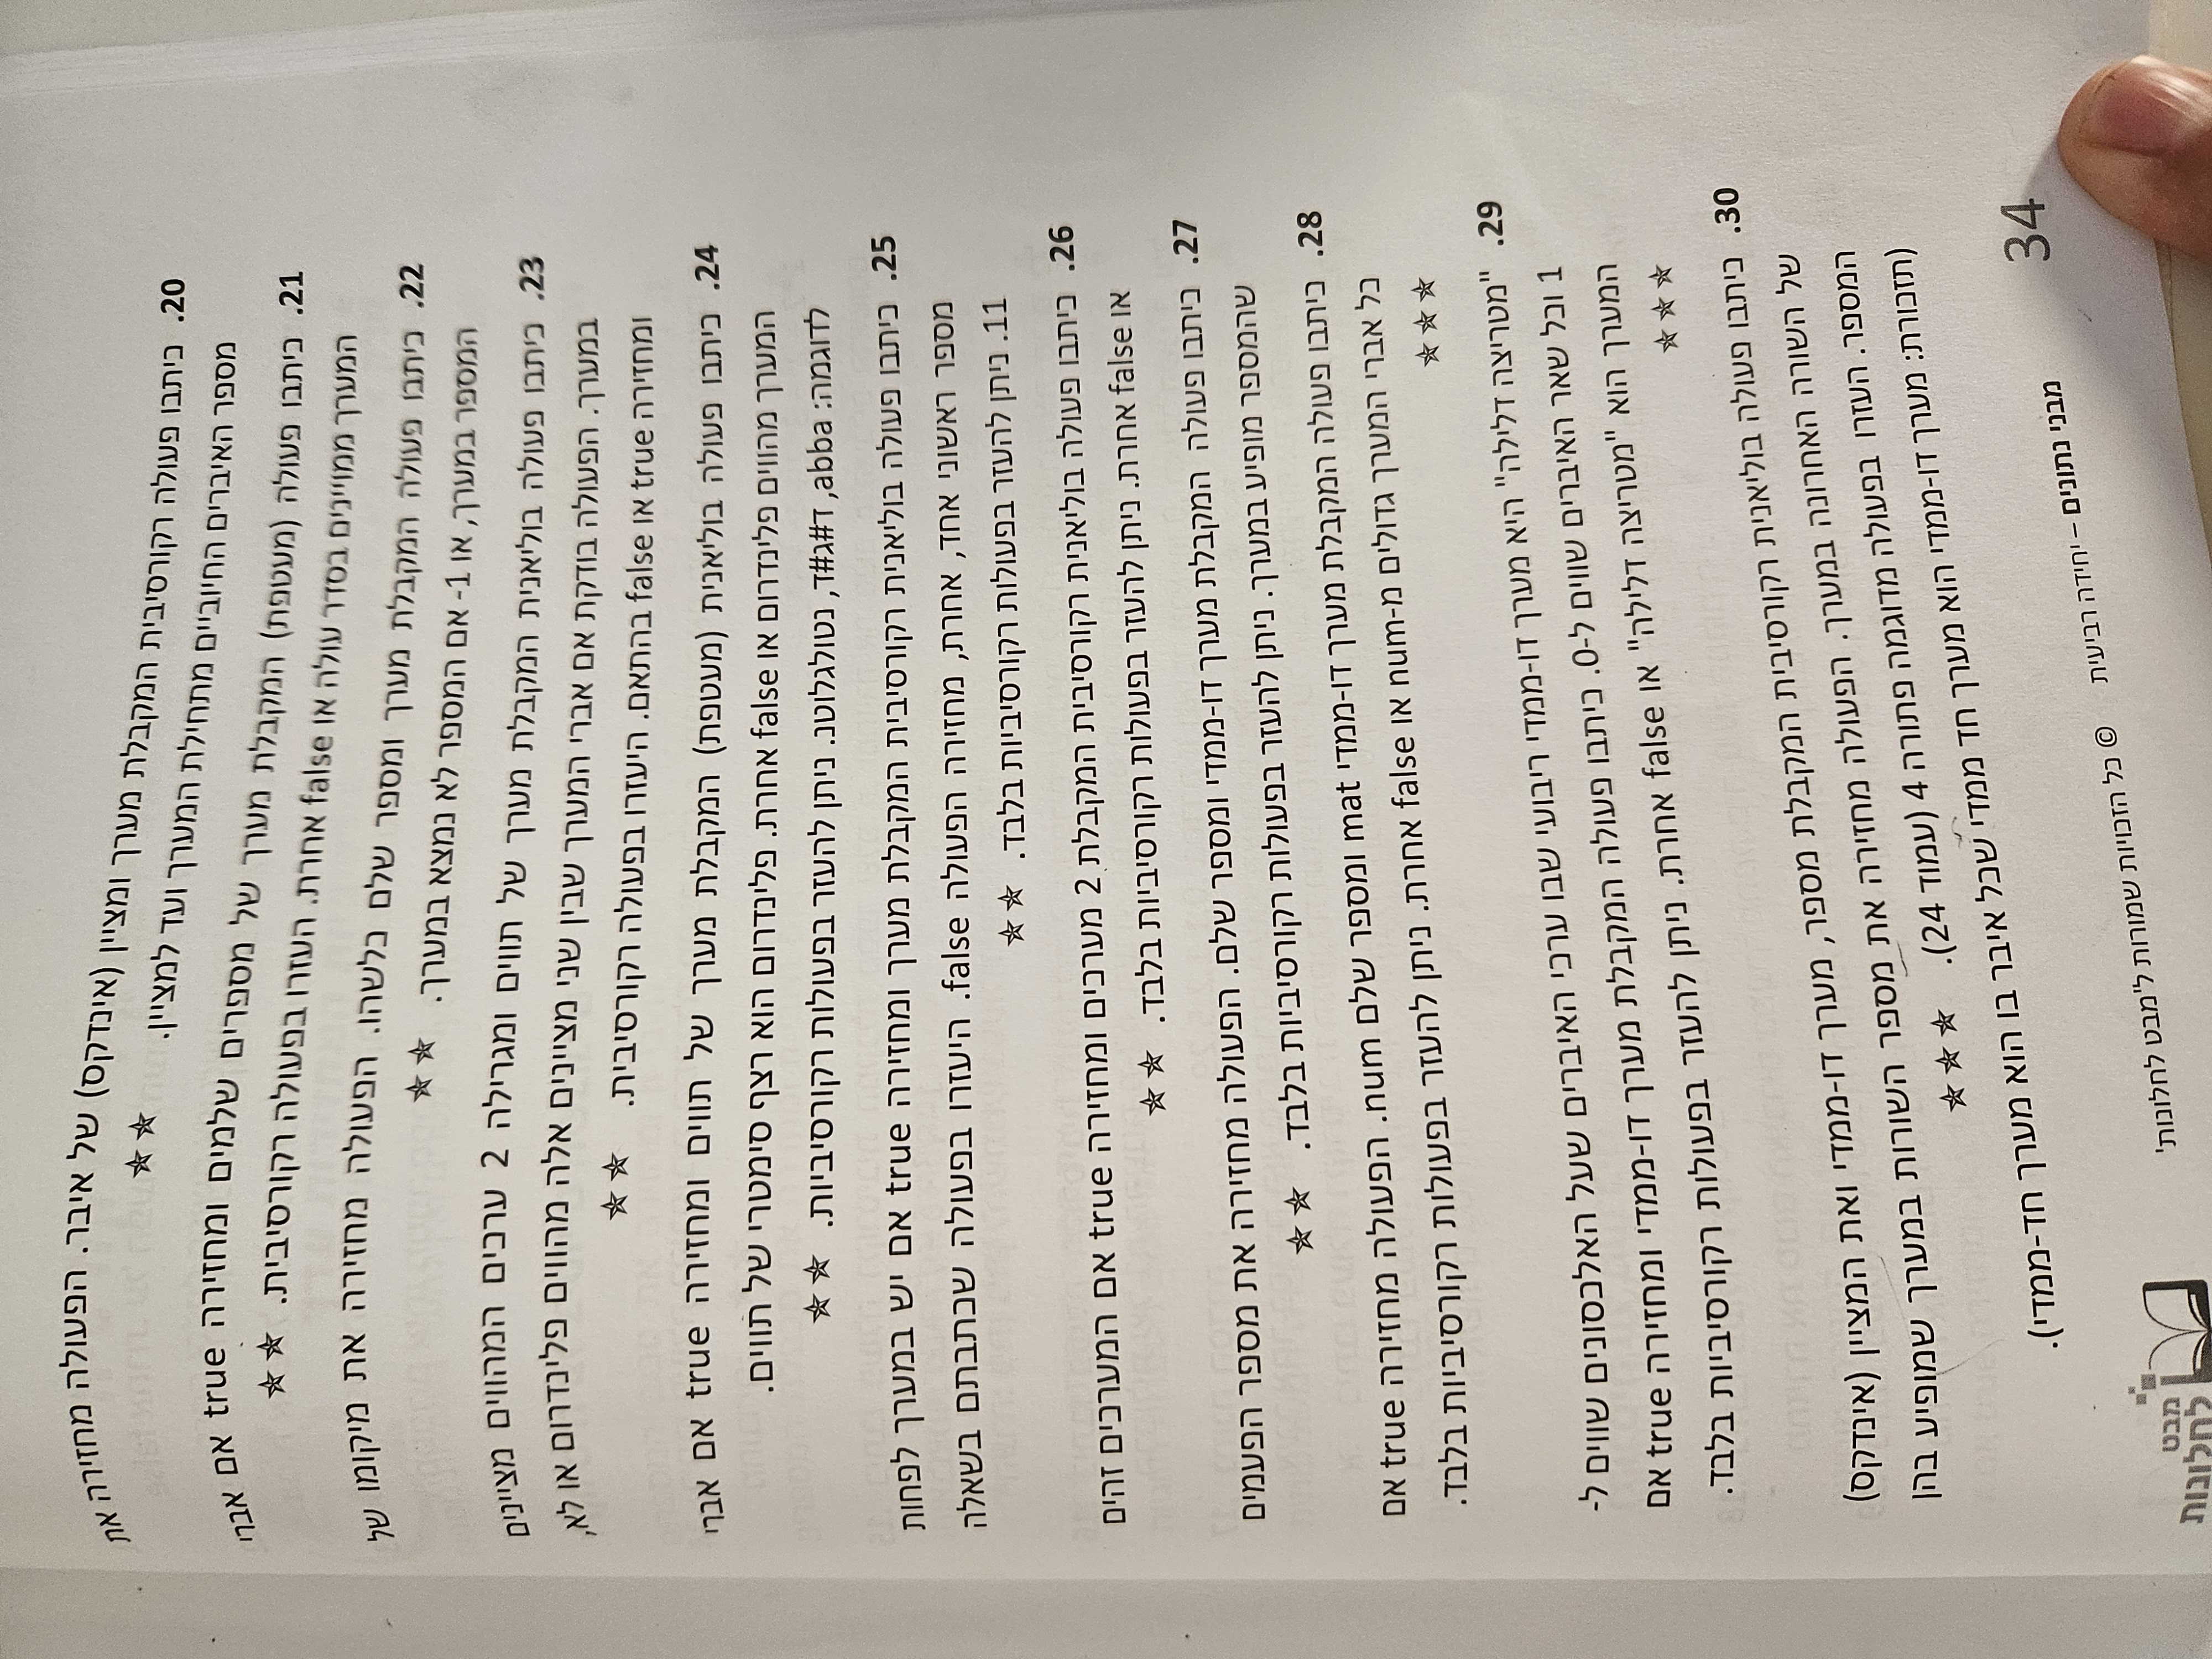 20. כיתבו פעולה רקורסיבית המקבלת מערך ומציין (אינדקס) של איבר. הפעולה מחזירה את
מספר האיברים החיוביים מתחילת המערך ועד למציין. ✯✯
21. כיתבו פעולה (מעטפת) המקבלת מערך של מספרים שלמים ומחזירה true אם אברי
המערך ממויינים בסדר עולה או false אחרת. העזרו בפעולה רקורסיבית. ✯✯
22. כיתבו פעולה המקבלת מערך ומספר שלם כלשהו. הפעולה מחזירה את מיקומו של
המספר במערך, או 1- אם המספר לא נמצא במערך. ✯✯
23. כיתבו פעולה בוליאנית המקבלת מערך של תווים ומגרילה 2 ערכים המהווים מציינים
במערך. הפעולה בודקת אם אברי המערך שבין שני מציינים אלה מהווים פלינדרום או לא,
ומחזירה true או false בהתאם. היעזרו בפעולה רקורסיבית. ✯✯
24. כיתבו פעולה בוליאנית (מעטפת) המקבלת מערך של תווים ומחזירה true אם אברי
המערך מהווים פלינדרום או false אחרת. פלינדרום הוא רצף סימטרי של תווים.
לדוגמה: abba, ד#ג#ד, נטולגלוטנ. ניתן להעזר בפעולות רקורסיביות. ✯✯
25. כיתבו פעולה בוליאנית רקורסיבית המקבלת מערך ומחזירה true אם יש במערך לפחות
מספר ראשוני אחד, אחרת, מחזירה הפעולה false. היעזרו בפעולה שכתבתם בשאלה
11. ניתן להעזר בפעולות רקורסיביות בלבד. ✯✯
26. כיתבו פעולה בוליאנית רקורסיבית המקבלת 2 מערכים ומחזירה true אם המערכים זהים
או false אחרת. ניתן להעזר בפעולות רקורסיביות בלבד. ✯✯
27. כיתבו פעולה המקבלת מערך דו-ממדי ומספר שלם. הפעולה מחזירה את מספר הפעמים
שהמספר מופיע במערך. ניתן להעזר בפעולות רקורסיביות בלבד. ✯✯
28. כיתבו פעולה המקבלת מערך דו-ממדי mat ומספר שלם num. הפעולה מחזירה true אם
כל אברי המערך גדולים מ-num או false אחרת. ניתן להעזר בפעולות רקורסיביות בלבד.
✯✯✯
29. "מטריצה דלילה" היא מערך דו-ממדי ריבועי שבו ערכי האיברים שעל האלכסונים שווים ל-
1 וכל שאר האיברים שווים ל-0. כיתבו פעולה המקבלת מערך דו-ממדי ומחזירה true אם
המערך הוא "מטריצה דלילה" או false אחרת. ניתן להעזר בפעולות רקורסיביות בלבד.
✯✯✯
30. כיתבו פעולה בוליאנית רקורסיבית המקבלת מספר, מערך דו-ממדי ואת המציין (אינדקס)
של השורה האחרונה במערך. הפעולה מחזירה את מספר השורות במערך שמופיע בהן
המספר. העזרו בפעולה מדוגמה פתורה 4 (עמוד 24). ✯✯✯
(תזכורת: מערך דו-ממדי הוא מערך חד ממדי שכל איבר בו הוא מערך חד-ממדי).
34
מבני נתונים – יחידה רביעית © כל הזכויות שמורות ל'מבט לחלונות'
מבט
לחלונות